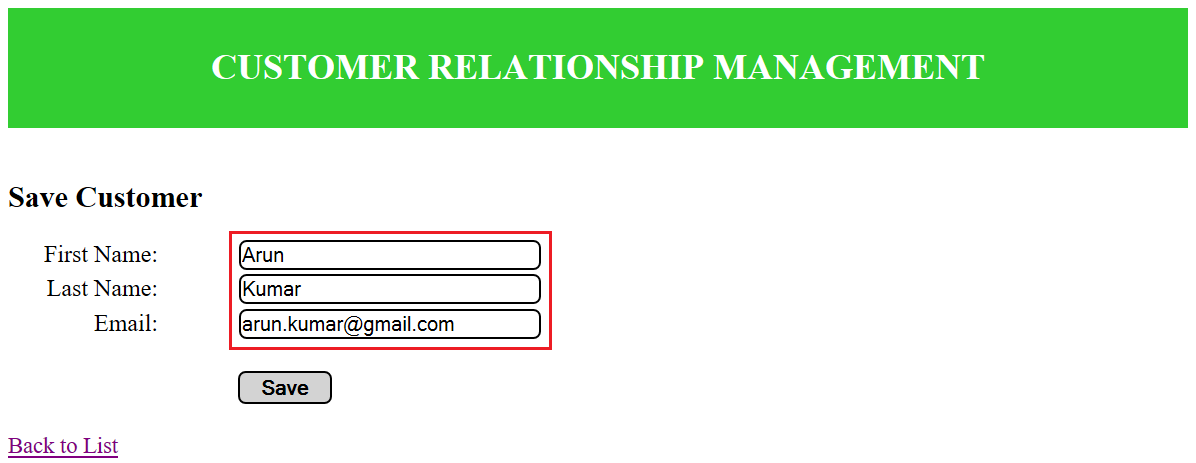 CUSTOMER RELATIONSHIP MANAGEMENT
Save Customer
First Name: Arun
Last Name: Kumar
Email: arun.kumar@gmail.com
Save
Back to List